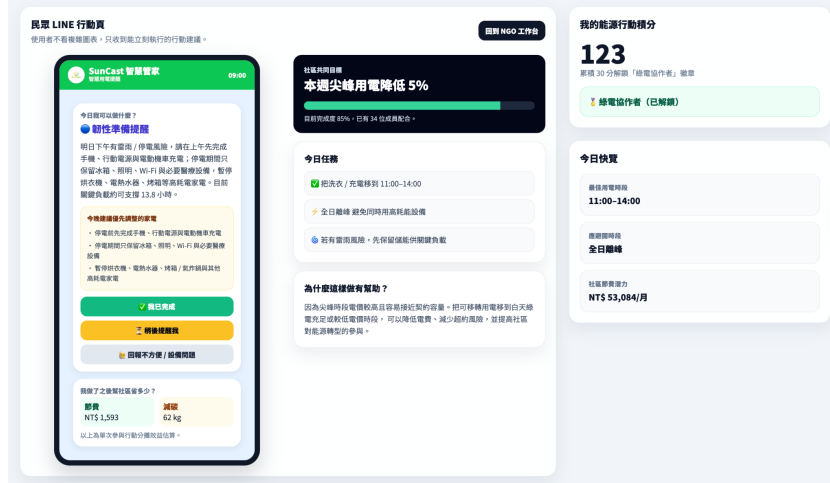 民眾 LINE 行動頁
使用者不看複雜圖表，只收到能立刻執行的行動建議。
回到 NGO 工作台
SunCast 智慧管家
智慧用電提醒
09:00
今日我可以做什麼？
韌性準備提醒
明日下午有雷雨 / 停電風險，請在上午先完成
手機、行動電源與電動機車充電；停電期間只
保留冰箱、照明、Wi-Fi 與必要醫療設備，暫停
烘衣機、電熱水器、烤箱等高耗電家電。目前
關鍵負載約可支撐 13.8 小時。
今晚建議優先調整的家電
・ 停電前先完成手機、行動電源與電動機車充電
・ 停電期間只保留冰箱、照明、Wi-Fi 與必要醫療
設備
・ 暫停烘衣機、電熱水器、烤箱 / 氣炸鍋與其他
高耗電家電
✅ 我已完成
⏳ 稍後提醒我
🙋 回報不方便 / 設備問題
我做了之後幫社區省多少？
節費
NT$ 1,593
減碳
62 kg
以上為單次參與行動分攤效益估算。
社區共同目標
本週尖峰用電降低 5%
目前完成度 85%，已有 34 位成員配合。
今日任務
✅ 把洗衣 / 充電移到 11:00–14:00
⚡ 全日離峰 避免同時用高耗能設備
🌀 若有雷雨風險，先保留儲能供關鍵負載
為什麼這樣做有幫助？
因為尖峰時段電價較高且容易接近契約容量。把可移轉用電移到白天綠
電充足或較低電價時段， 可以降低電費、減少超約風險，並提高社區
對能源轉型的參與。
我的能源行動積分
123
累積 30 分解鎖「綠電協作者」徽章
🏅 綠電協作者（已解鎖）
今日快覽
最佳用電時段
11:00–14:00
應避開時段
全日離峰
社區節費潛力
NT$ 53,084/月